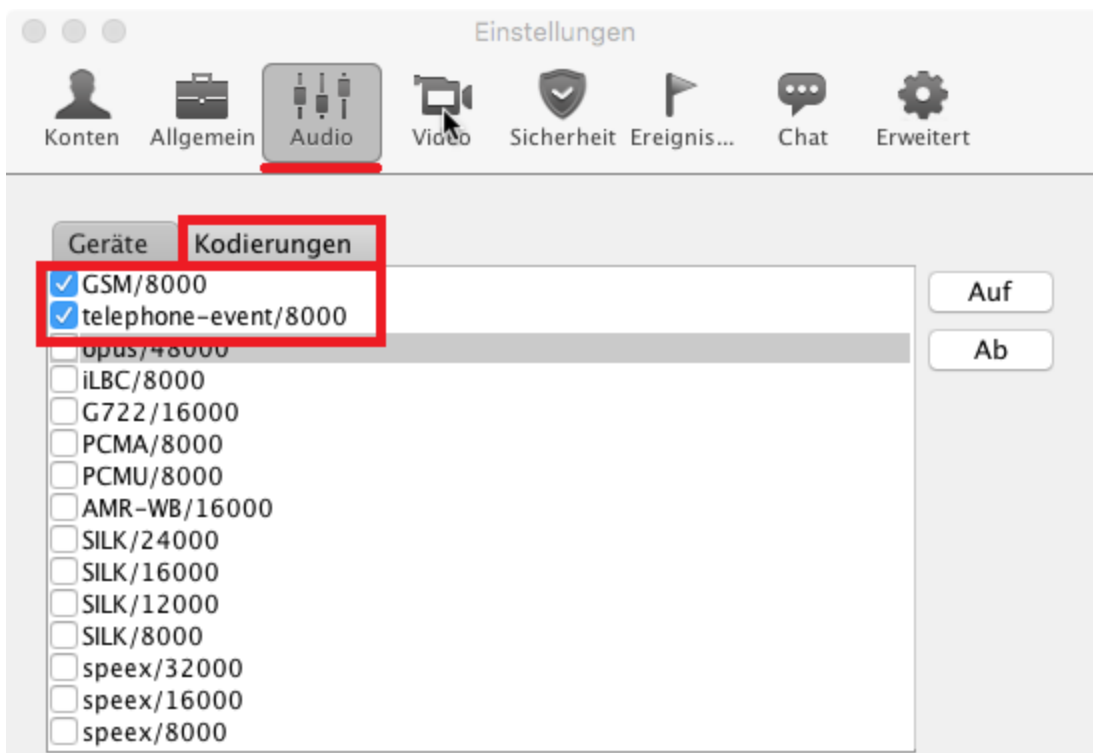 Einstellungen
Konten Allgemein Audio Video Sicherheit Ereignis... Chat Erweitert
Geräte Kodierungen
GSM/8000
telephone-event/8000
opus/48000
iLBC/8000
G722/16000
PCMA/8000
PCMU/8000
AMR-WB/16000
SILK/24000
SILK/16000
SILK/12000
SILK/8000
speex/32000
speex/16000
speex/8000
Auf
Ab